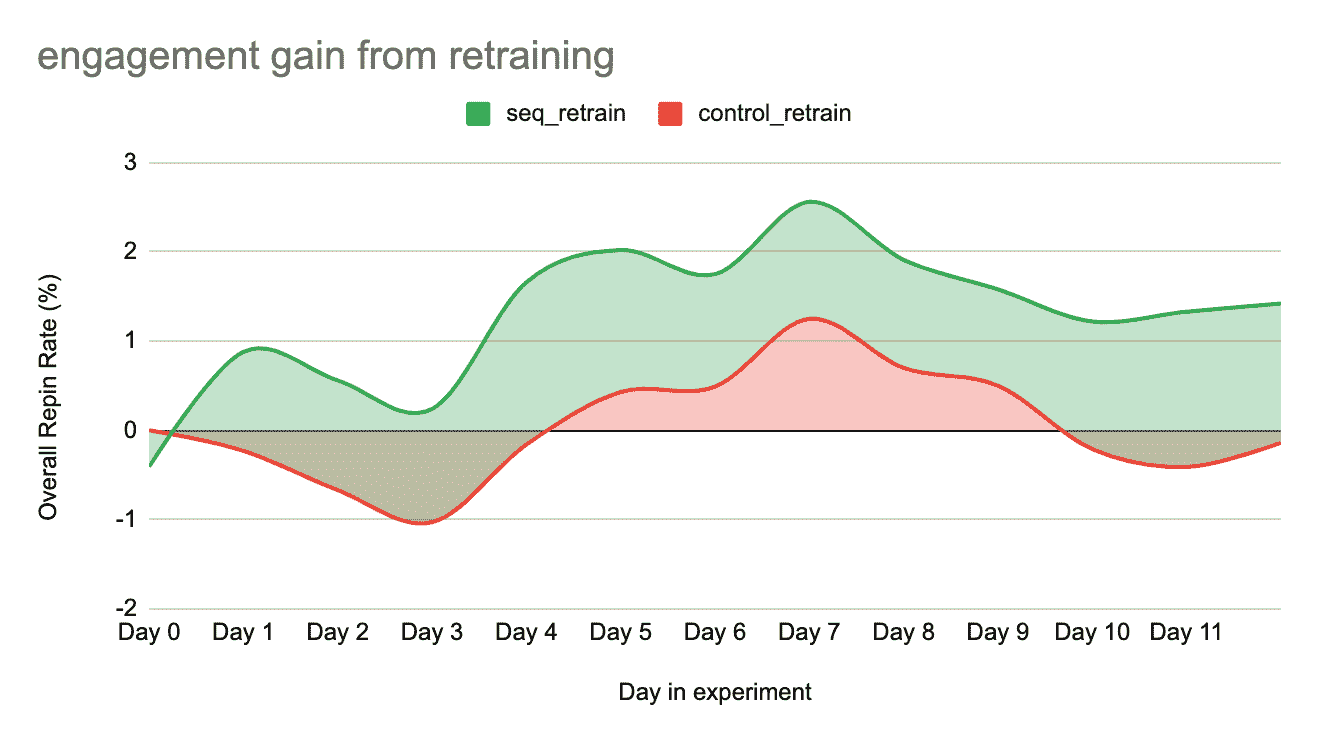 engagement gain from retraining
seq_retrain control_retrain
3
2
1
0
-1
-2
Overall Repin Rate (%)
Day 0 Day 1 Day 2 Day 3 Day 4 Day 5 Day 6 Day 7 Day 8 Day 9 Day 10 Day 11
Day in experiment